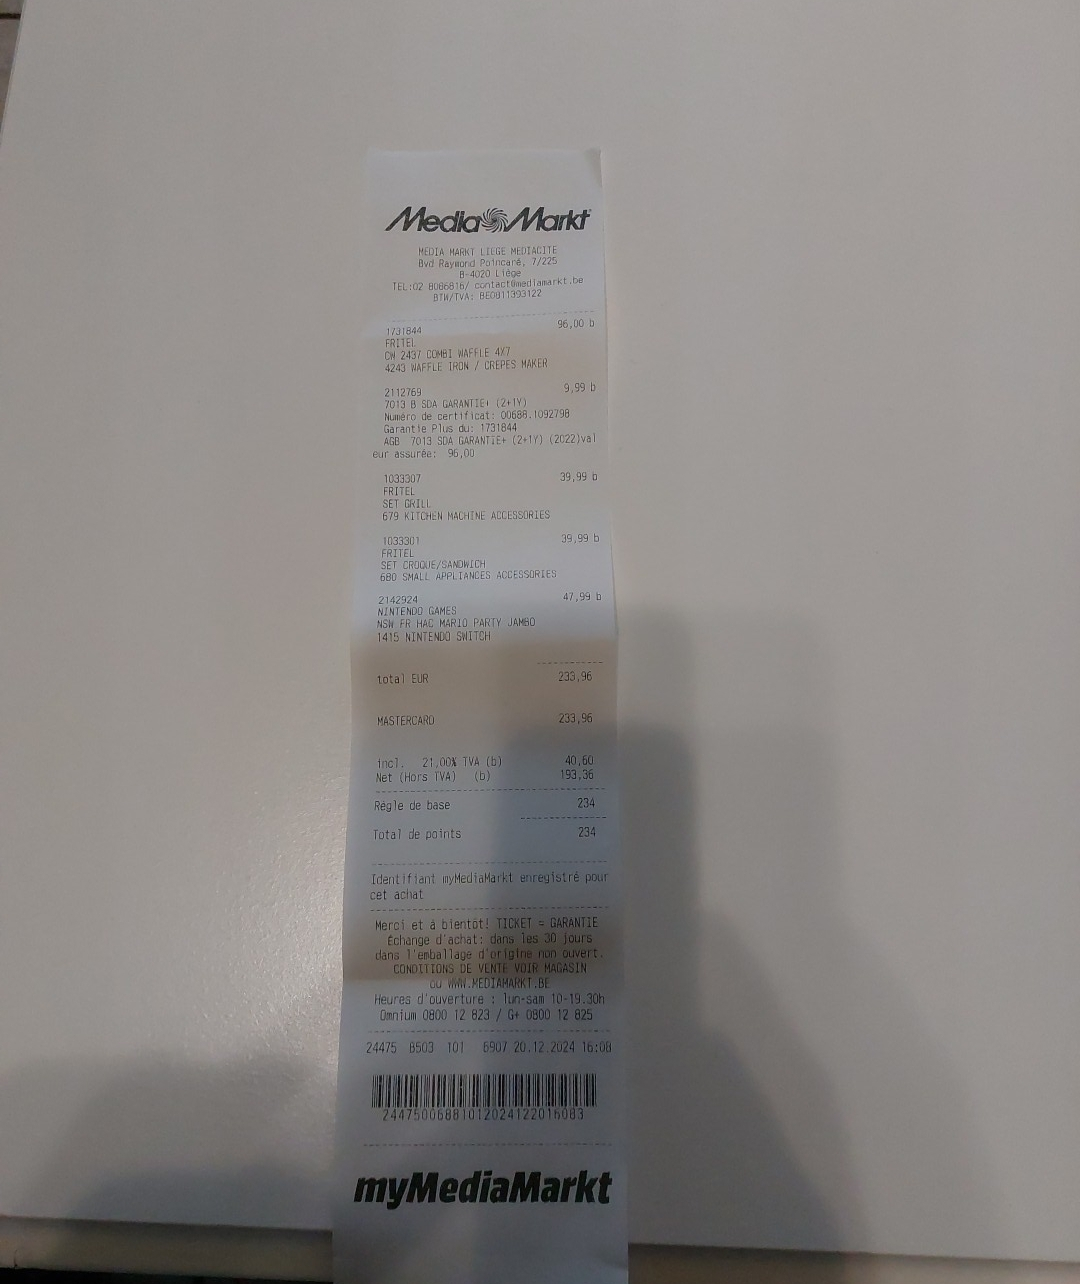 Media Markt
MEDIA MARKT LIEGE MEDIACITE
Bvd Raymond Poincaré, 7/225
B-4020 Liége
TEL:02 8086816/ contact@mediamarkt.be
BTW/TVA: BE0811393122
1731844 96,00 b
FRITEL
CW 2437 COMBI WAFFLE 4X7
4243 WAFFLE IRON / CREPES MAKER
2112769 9,99 b
7013 B SDA GARANTIE+ (2+1Y)
Numéro de certificat: 00688.1092798
Garantie Plus du: 1731844
AGB 7013 SDA GARANTIE+ (2+1Y) (2022)val
eur assurée: 96,00
1033307 39,99 b
FRITEL
SET GRILL
679 KITCHEN MACHINE ACCESSORIES
1033301 39,99 b
FRITEL
SET CROQUE/SANDWICH
680 SMALL APPLIANCES ACCESSORIES
2142924 47,99 b
NINTENDO GAMES
NSW FR HAC MARIO PARTY JAMBO
1415 NINTENDO SWITCH
total EUR 233,96
MASTERCARD 233,96
incl. 21,00% TVA (b) 40,60
Net (Hors TVA) (b) 193,36
Règle de base 234
Total de points 234
Identifiant myMediaMarkt enregistré pour
cet achat
Merci et à bientôt! TICKET = GARANTIE
Échange d'achat: dans les 30 jours
dans l'emballage d'origine non ouvert.
CONDITIONS DE VENTE VOIR MAGASIN
OU WWW.MEDIAMARKT.BE
Heures d'ouverture : lun-sam 10-19.30h
Omnium 0800 12 823 / G+ 0800 12 825
24475 8503 101 6907 20.12.2024 16:08
24475006881012024122016083
myMediaMarkt